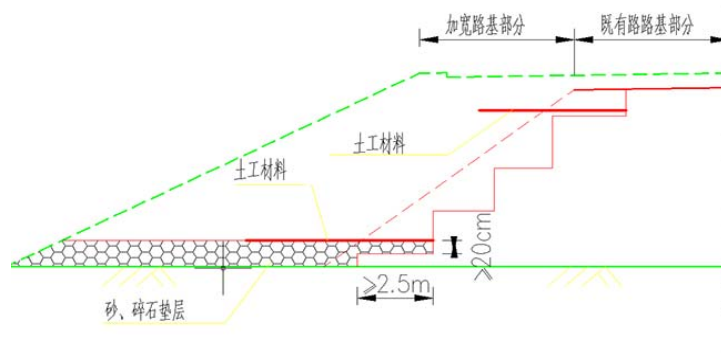 加宽路基部分
既有路路基部分
土工材料
土工材料
≥20cm
≥2.5m
砂、碎石垫层